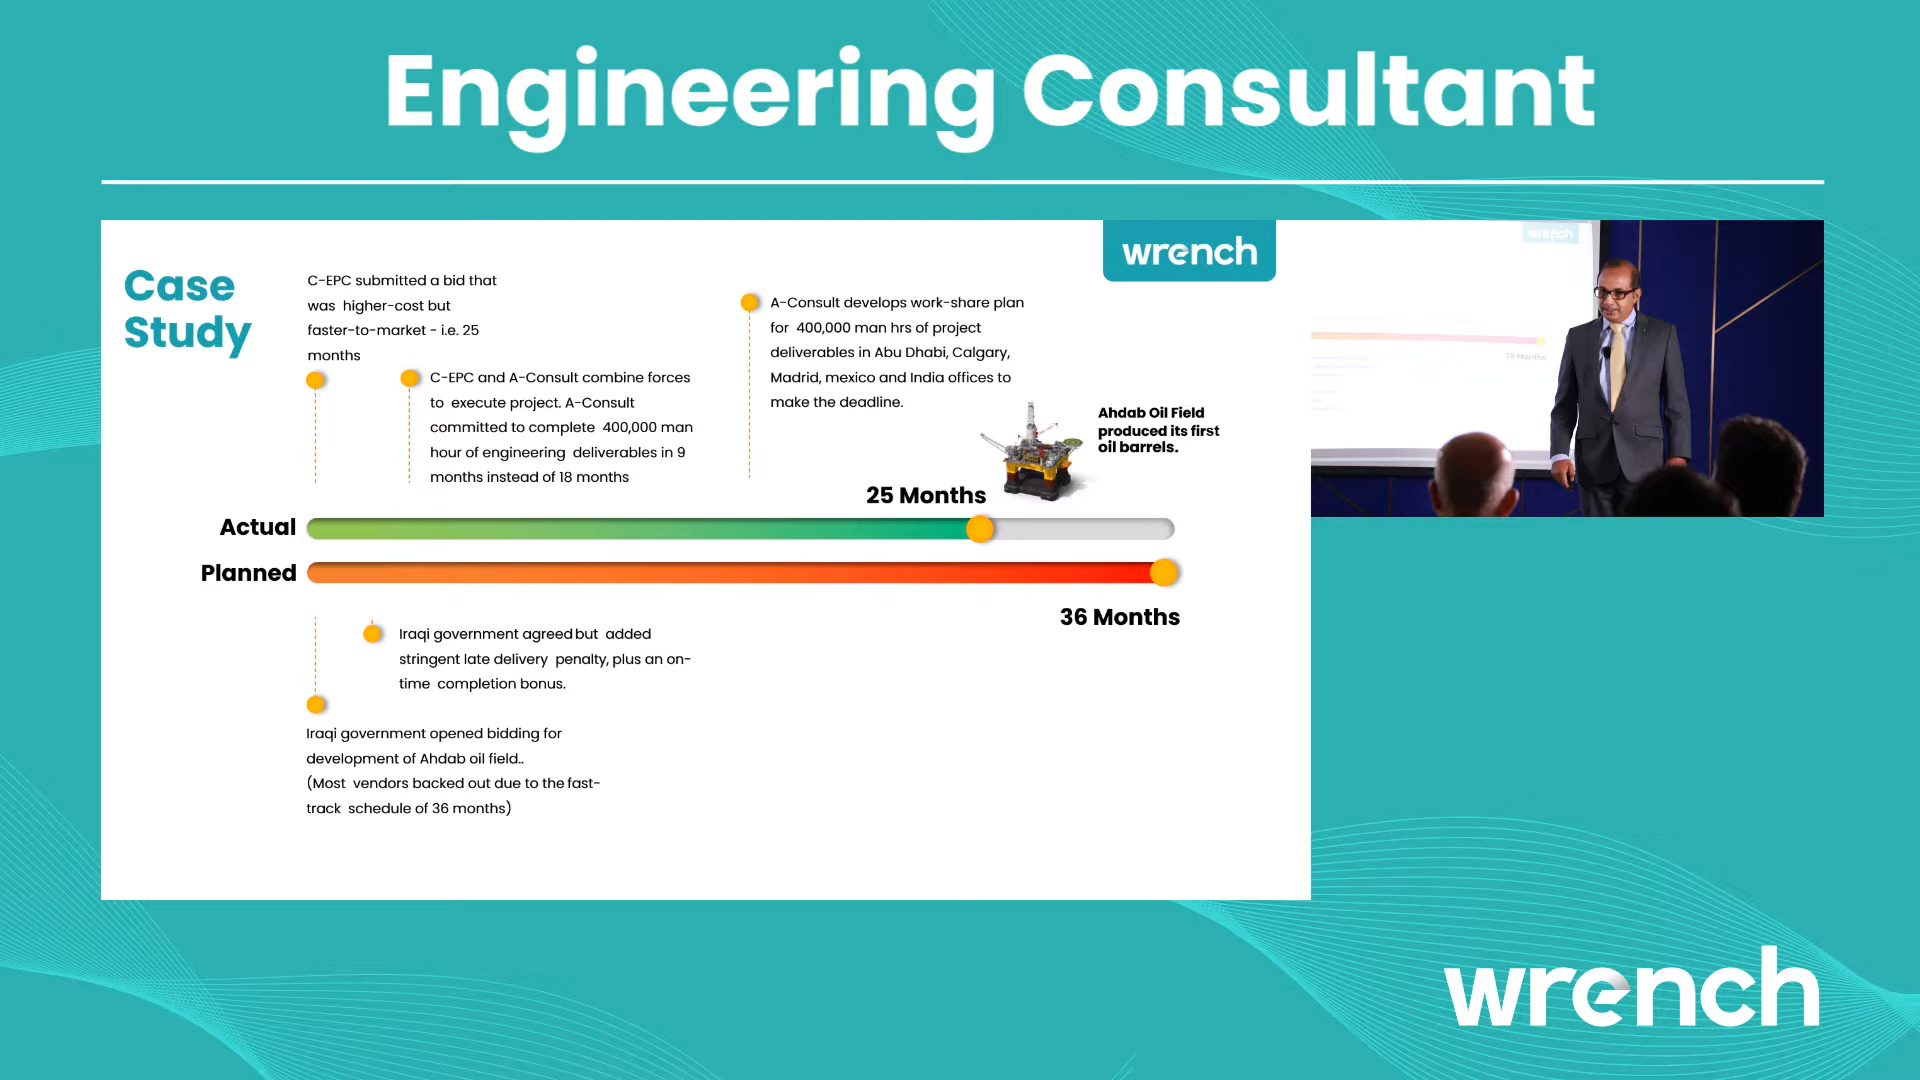 Engineering Consultant
wrench
Case
Study
C-EPC submitted a bid that
was higher-cost but
faster-to-market - i.e. 25
months
C-EPC and A-Consult combine forces
to execute project. A-Consult
committed to complete 400,000 man
hour of engineering deliverables in 9
months instead of 18 months
A-Consult develops work-share plan
for 400,000 man hrs of project
deliverables in Abu Dhabi, Calgary,
Madrid, mexico and India offices to
make the deadline.
Ahdab Oil Field
produced its first
oil barrels.
25 Months
Actual
Planned
36 Months
Iraqi government agreed but added
stringent late delivery penalty, plus an on-
time completion bonus.
Iraqi government opened bidding for
development of Ahdab oil field..
(Most vendors backed out due to the fast-
track schedule of 36 months)
wrench
wrench